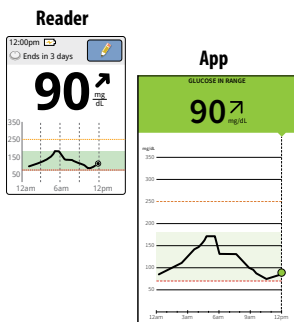 Reader
12:00pm
Ends in 3 days
90 mg/dL
350
250
150
50
12am 6am 12pm
App
GLUCOSE IN RANGE
90 mg/dL
mg/dL
350
300
250
200
150
100
50
12am 3am 6am 9am 12pm